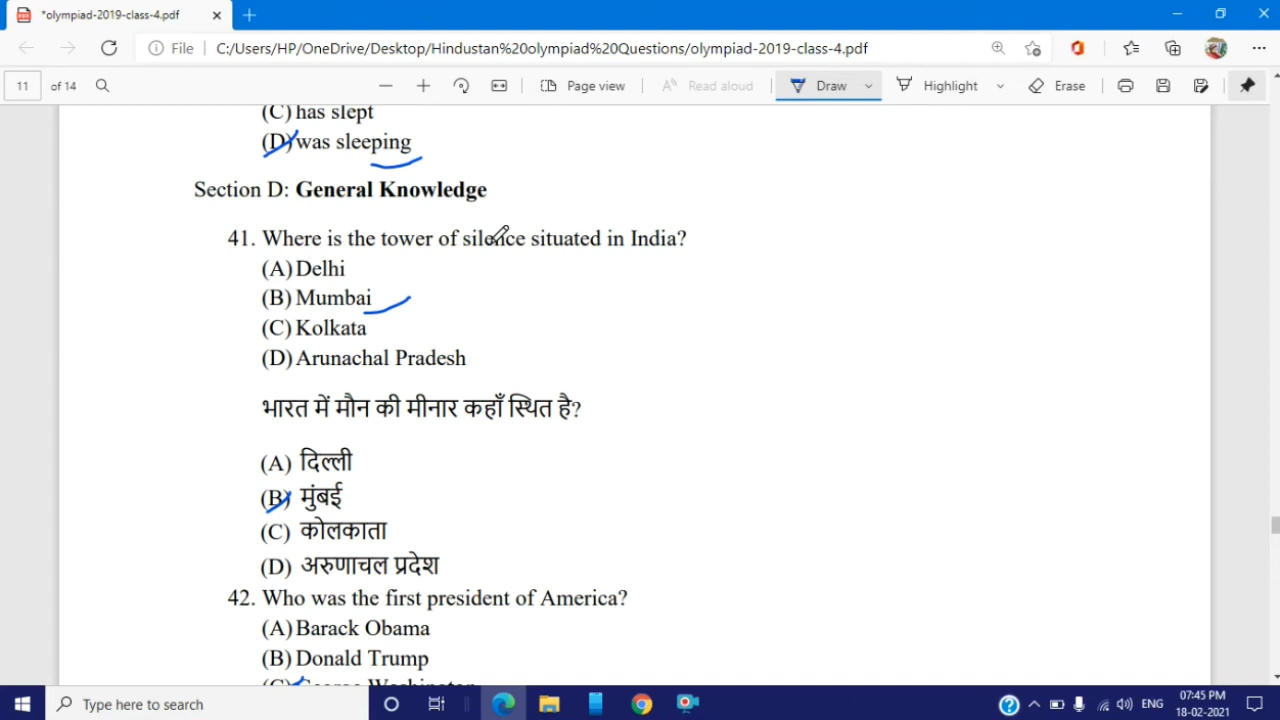 *olympiad-2019-class-4.pdf
File C:/Users/HP/OneDrive/Desktop/Hindustan%20olympiad%20Questions/olympiad-2019-class-4.pdf
11 of 14 Page view Read aloud Draw Highlight Erase
(C) has slept
(D) was sleeping
Section D: General Knowledge
41. Where is the tower of silence situated in India?
(A) Delhi
(B) Mumbai
(C) Kolkata
(D) Arunachal Pradesh
भारत में मौन की मीनार कहाँ स्थित है?
(A) दिल्ली
(B) मुंबई
(C) कोलकाता
(D) अरुणाचल प्रदेश
42. Who was the first president of America?
(A) Barack Obama
(B) Donald Trump
(C) George Washington
Type here to search
ENG
07:45 PM
18-02-2021